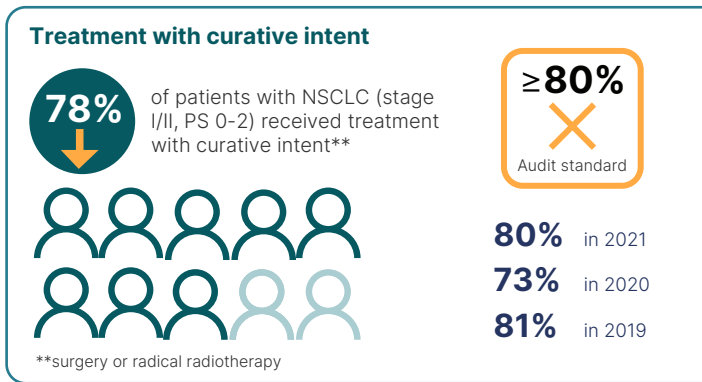 Treatment with curative intent
78%
of patients with NSCLC (stage
I/II, PS 0-2) received treatment
with curative intent**
≥80%
Audit standard
80% in 2021
73% in 2020
81% in 2019
**surgery or radical radiotherapy